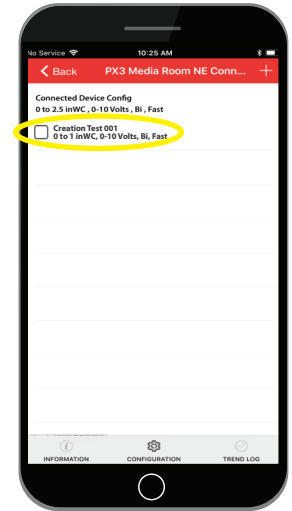 No Service 10:25 AM
Back PX3 Media Room NE Conn... +
Connected Device Config
0 to 2.5 inWC , 0-10 Volts , Bi , Fast
Creation Test 001
0 to 1 inWC, 0-10 Volts, Bi, Fast
INFORMATION CONFIGURATION TREND LOG